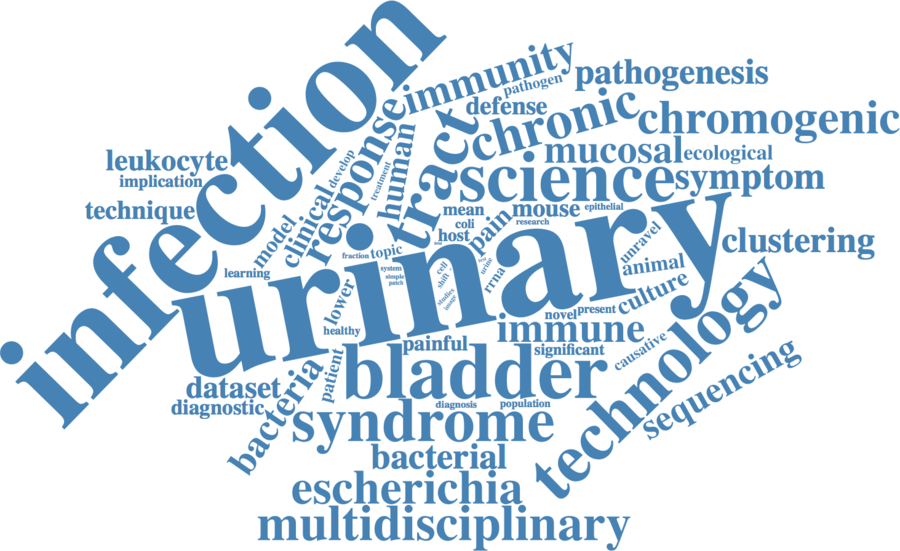 infection
immunity
pathogen
pathogenesis
defense
chronic
chromogenic
response
human
tract
leukocyte
implication
technique
develop
treatment
clinical
model
learning
mucosal
ecological
science
symptom
mean
coli
host
mouse
epithelial
research
pain
urinary
fraction
topic
system
simple
patch
cell
shift
studies
image
urine
rrna
unravel
animal
clustering
lower
healthy
novel
present
culture
immune
significant
causative
technology
painful
patient
bladder
dataset
diagnostic
bacteria
diagnosis
population
sequencing
syndrome
bacterial
escherichia
multidisciplinary